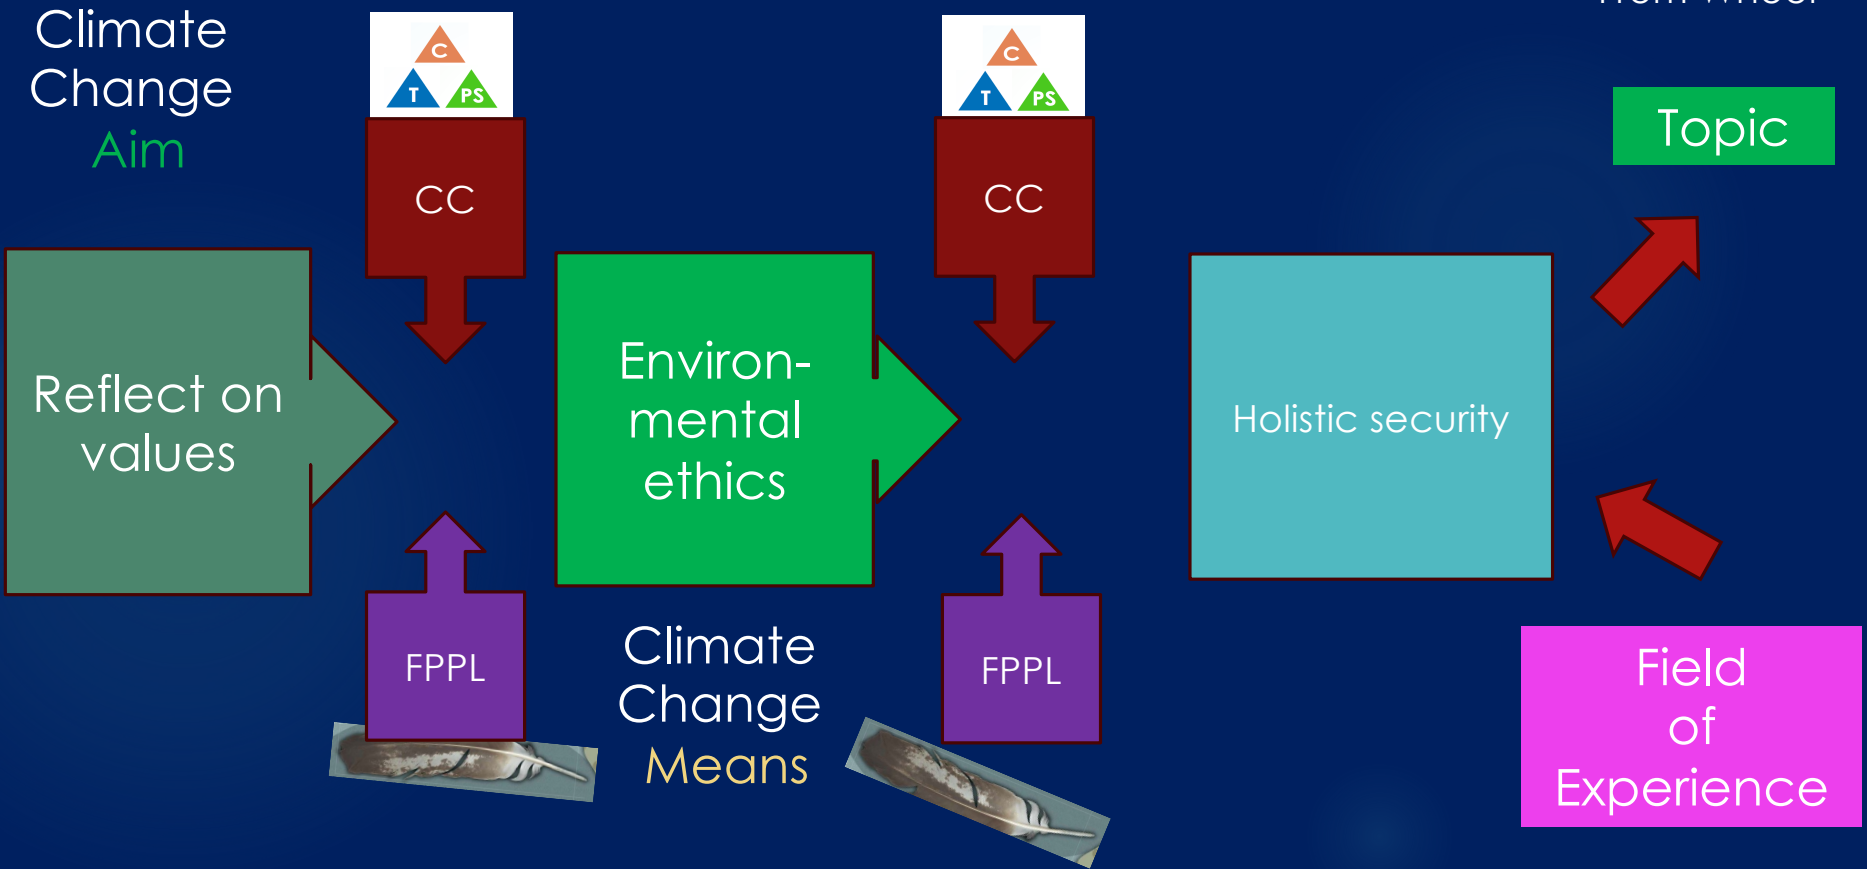 Climate
Change
Aim
C
T
PS
CC
C
T
PS
CC
Topic
Reflect on
values
Environ-
mental
ethics
Holistic security
FPPL
Climate
Change
Means
FPPL
Field
of
Experience